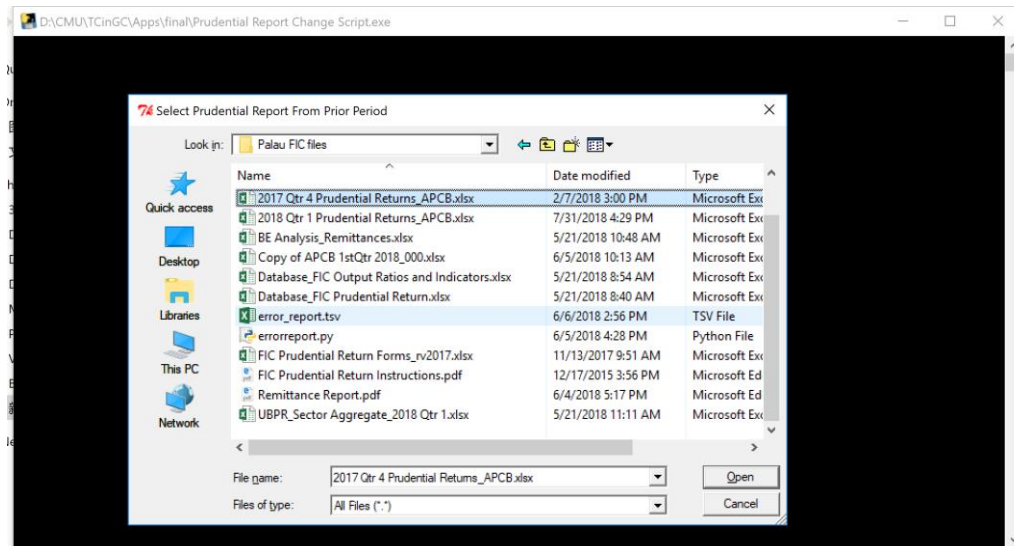 D:\CMU\TCinGC\Apps\final\Prudential Report Change Script.exe
Select Prudential Report From Prior Period
Look in: Palau FIC files
Name Date modified Type
2017 Qtr 4 Prudential Returns_APCB.xlsx 2/7/2018 3:00 PM Microsoft Exc
2018 Qtr 1 Prudential Returns_APCB.xlsx 7/31/2018 4:29 PM Microsoft Exc
BE Analysis_Remittances.xlsx 5/21/2018 10:48 AM Microsoft Exc
Copy of APCB 1stQtr 2018_000.xlsx 6/5/2018 10:13 AM Microsoft Exc
Database_FIC Output Ratios and Indicators.xlsx 5/21/2018 8:54 AM Microsoft Exc
Database_FIC Prudential Return.xlsx 5/21/2018 8:40 AM Microsoft Exc
error_report.tsv 6/6/2018 2:56 PM TSV File
errorreport.py 6/5/2018 4:28 PM Python File
FIC Prudential Return Forms_rv2017.xlsx 11/13/2017 9:51 AM Microsoft Exc
FIC Prudential Return Instructions.pdf 12/17/2015 3:56 PM Microsoft Ed
Remittance Report.pdf 6/4/2018 5:17 PM Microsoft Ed
UBPR_Sector Aggregate_2018 Qtr 1.xlsx 5/21/2018 11:11 AM Microsoft Exc
Quick access
Desktop
Libraries
This PC
Network
File name: 2017 Qtr 4 Prudential Returns_APCB.xlsx Open
Files of type: All Files (*.*) Cancel